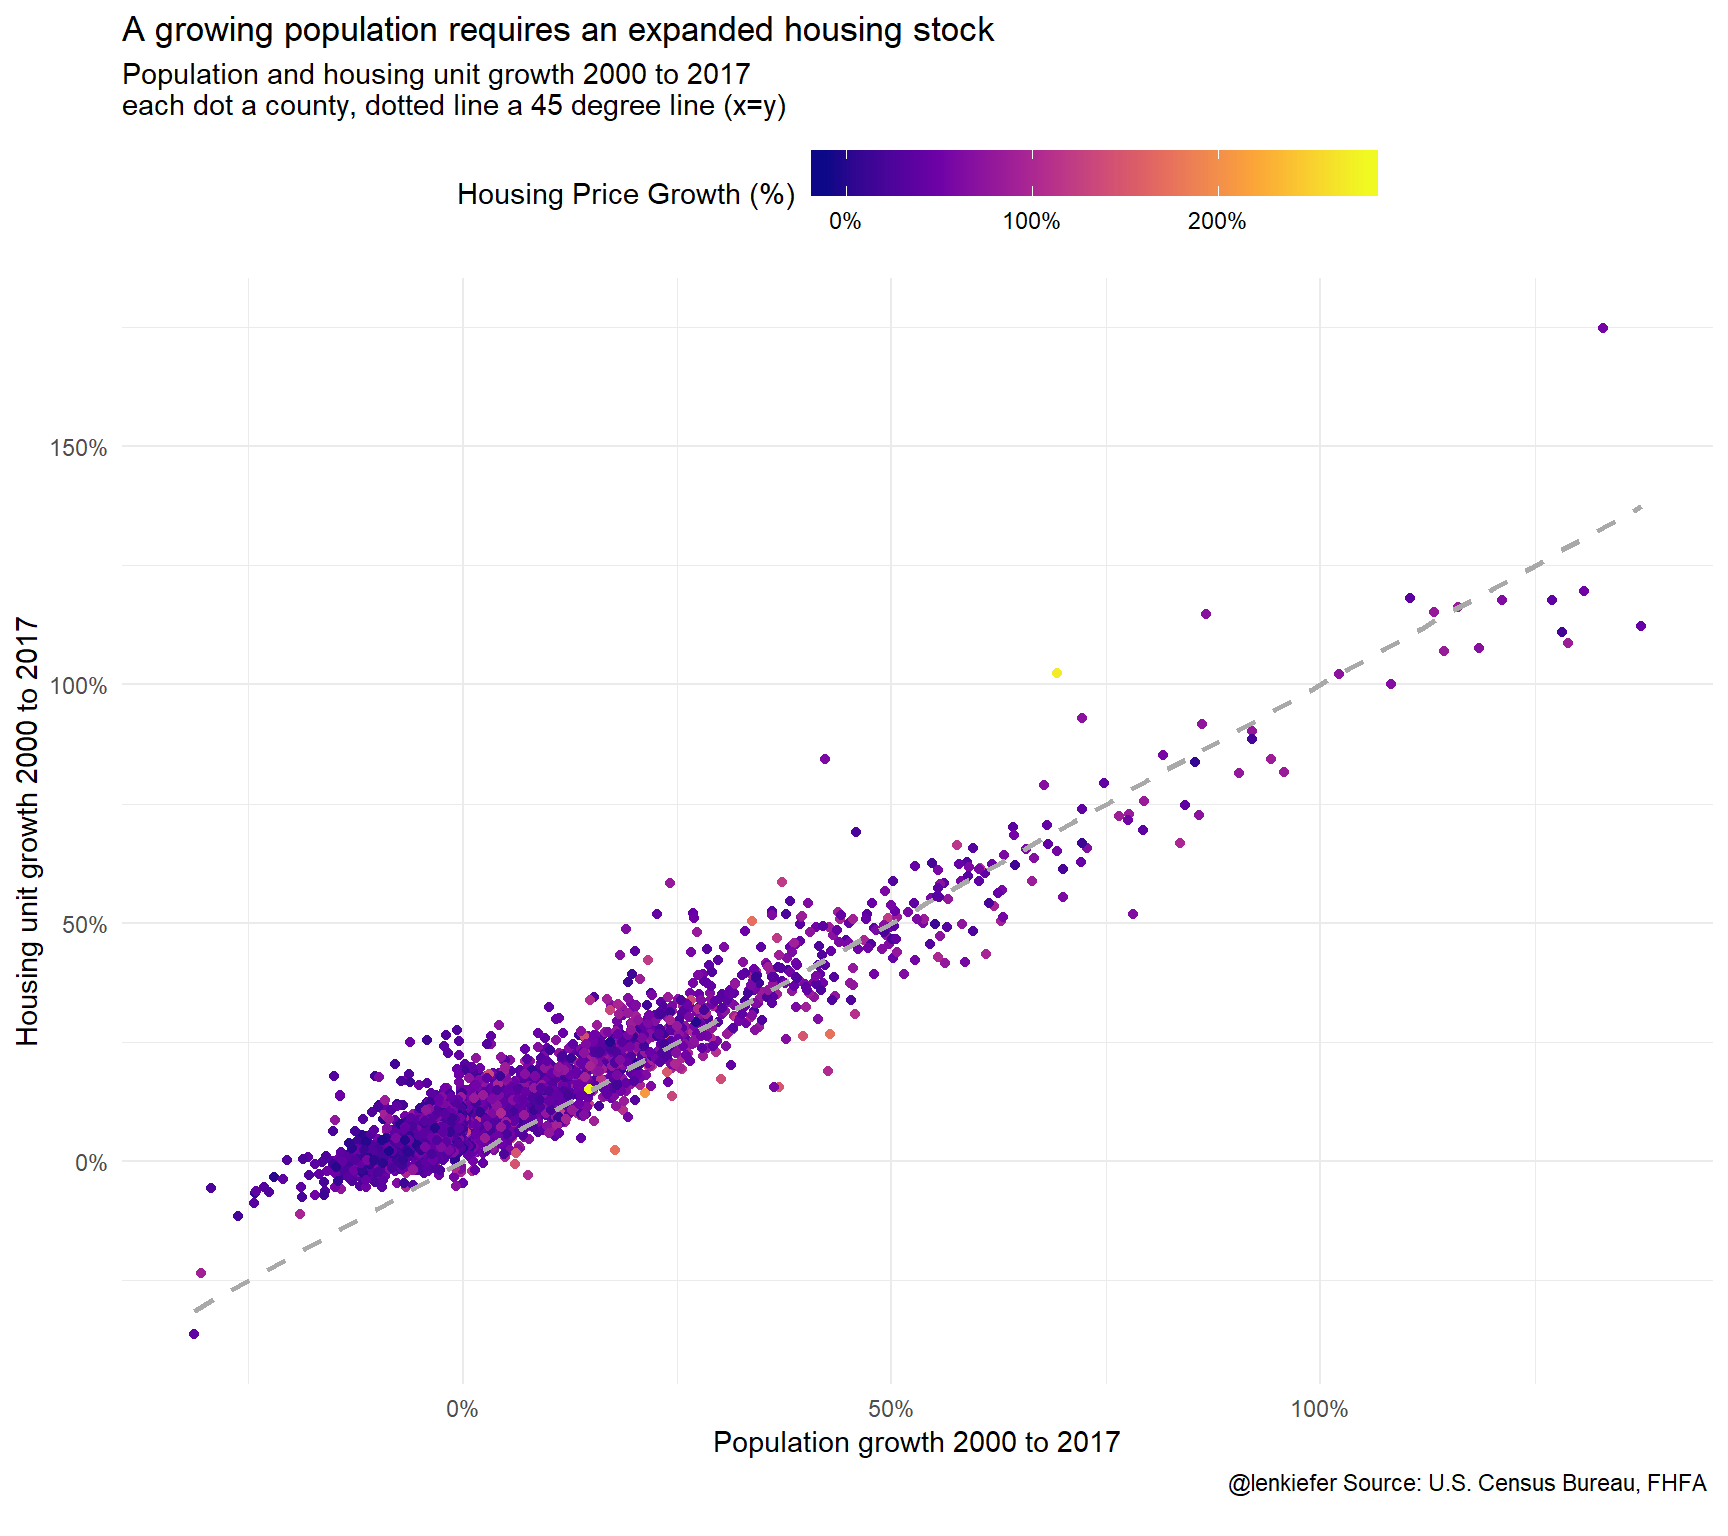 A growing population requires an expanded housing stock
Population and housing unit growth 2000 to 2017
each dot a county, dotted line a 45 degree line (x=y)
Housing Price Growth (%)
0%
100%
200%
150%
100%
50%
0%
Housing unit growth 2000 to 2017
0%
50%
100%
Population growth 2000 to 2017
@lenkiefer Source: U.S. Census Bureau, FHFA